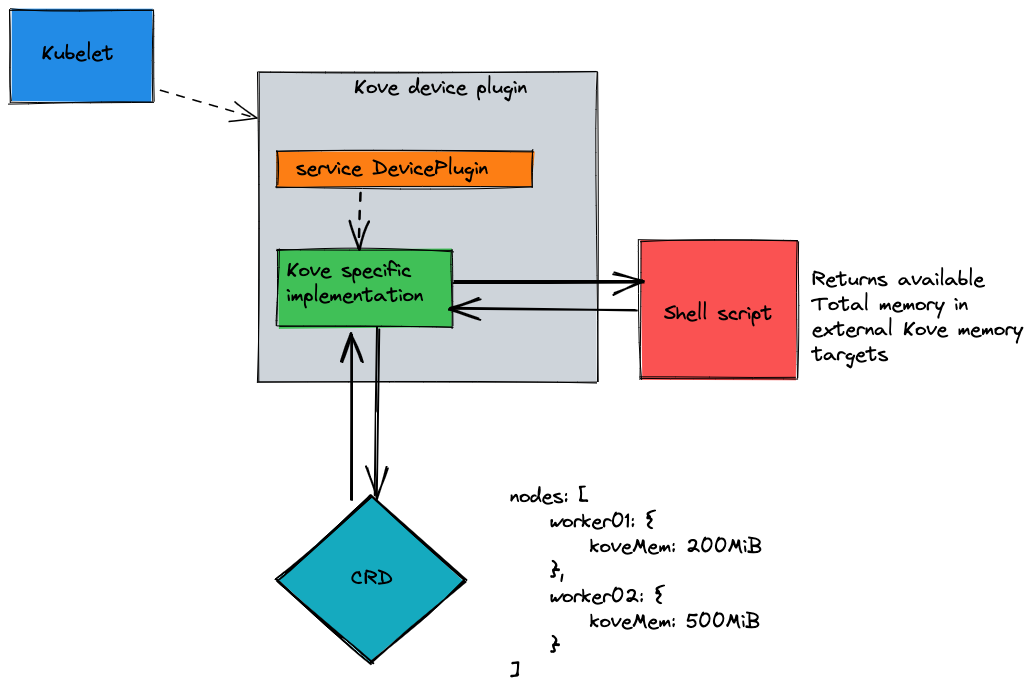 Kubelet
Kove device plugin
service DevicePlugin
Kove specific
implementation
Shell script
Returns available
Total memory in
external Kove memory
targets
CRD
nodes: [
worker01: {
koveMem: 200MiB
},
worker02: {
koveMem: 500MiB
}
]